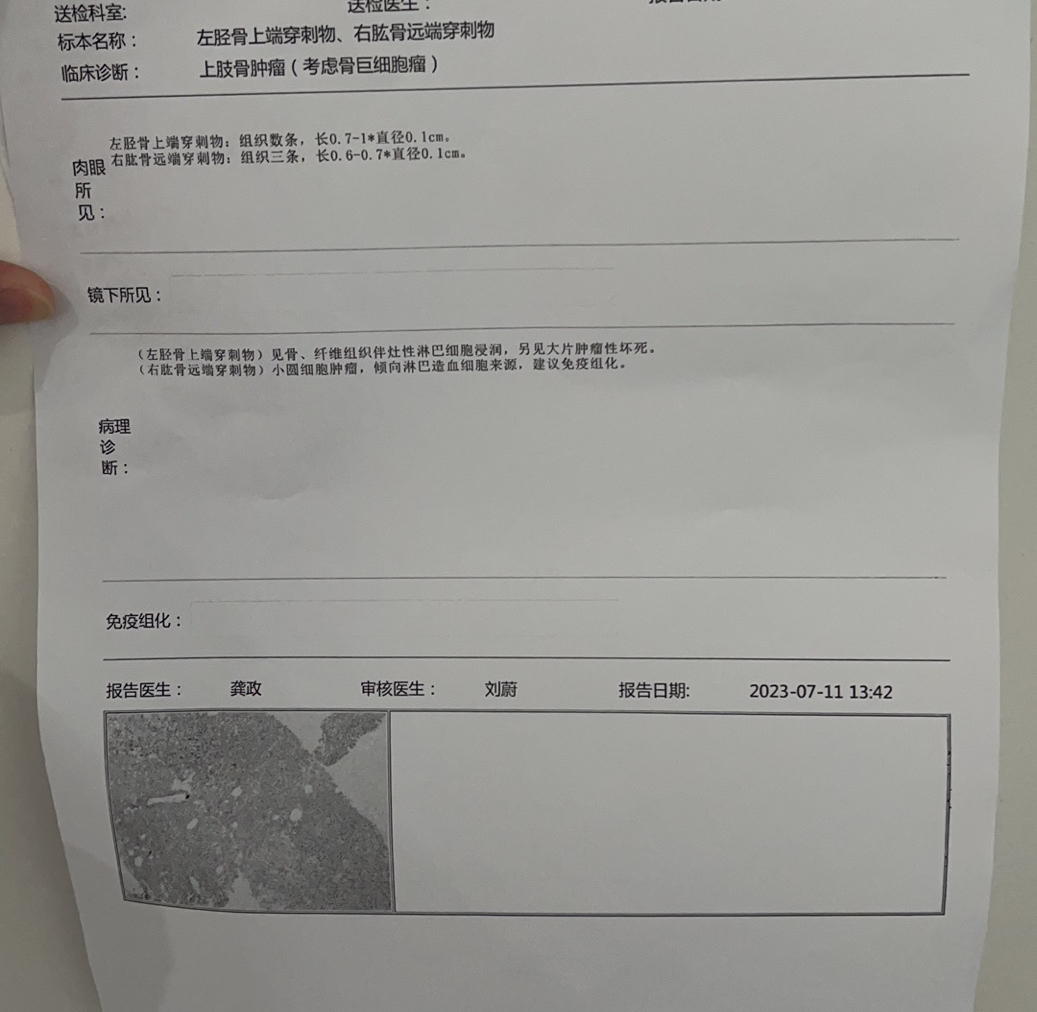 送检科室:
送检医生：
标本名称：
左胫骨上端穿刺物、右肱骨远端穿刺物
临床诊断：
上肢骨肿瘤（考虑骨巨细胞瘤）
左胫骨上端穿刺物：组织数条，长0.7-1*直径0.1cm。
右肱骨远端穿刺物：组织三条，长0.6-0.7*直径0.1cm。
肉眼
所
见：
镜下所见：
（左胫骨上端穿刺物）见骨、纤维组织伴灶性淋巴细胞浸润，另见大片肿瘤性坏死。
（右肱骨远端穿刺物）小圆细胞肿瘤，倾向淋巴造血细胞来源，建议免疫组化。
病理
诊
断：
免疫组化：
报告医生： 龚政 审核医生： 刘蔚 报告日期: 2023-07-11 13:42